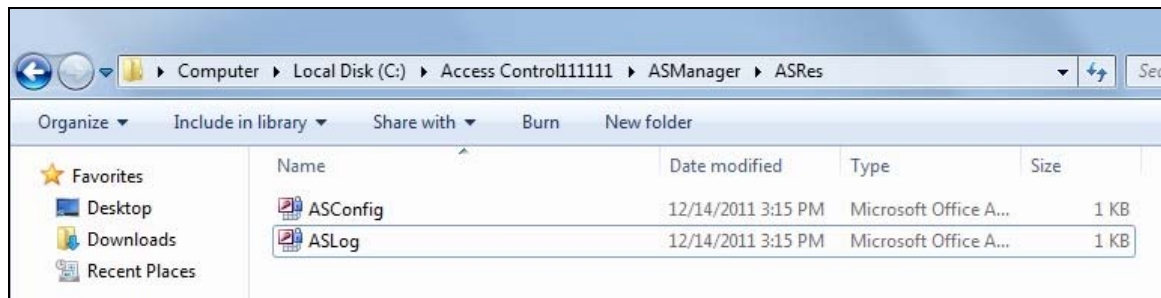 Computer Local Disk (C:) Access Control111111 ASManager ASRes
Organize Include in library Share with Burn New folder
Favorites
Desktop
Downloads
Recent Places
Name Date modified Type Size
ASConfig 12/14/2011 3:15 PM Microsoft Office A... 1 KB
ASLog 12/14/2011 3:15 PM Microsoft Office A... 1 KB